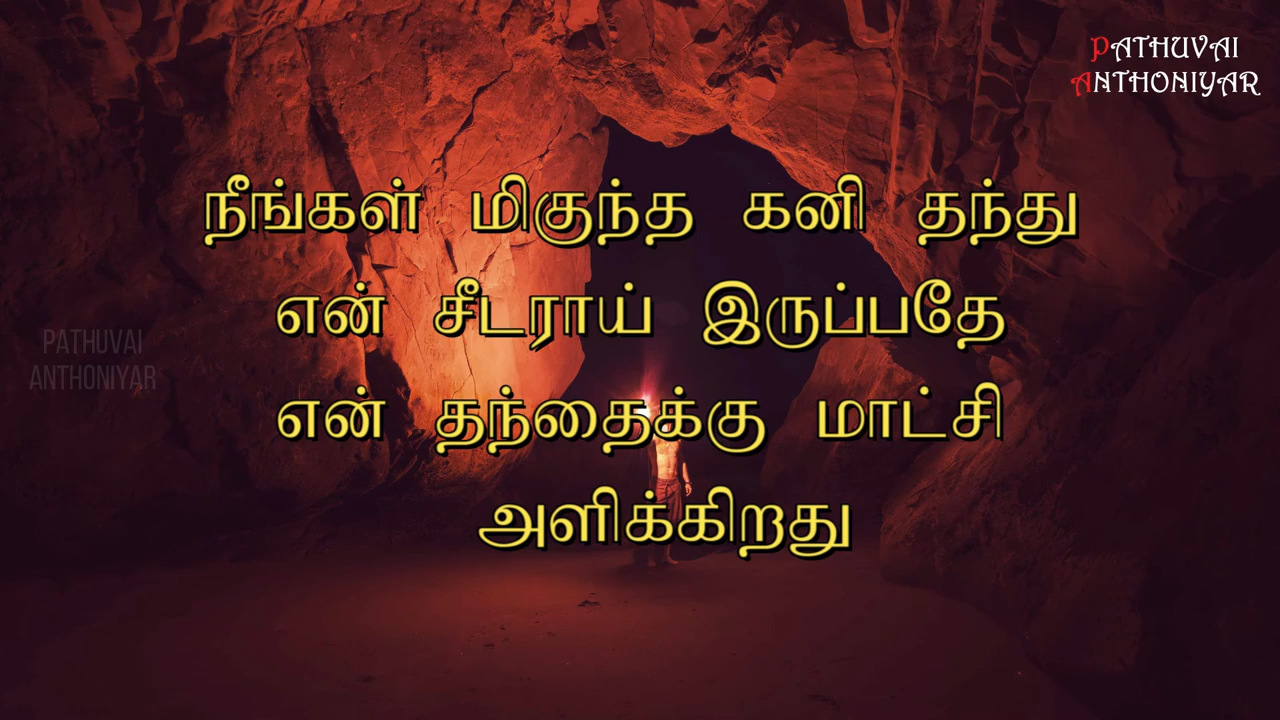 PATHUVAI
ANTHONIYAR
நீங்கள் மிகுந்த கனி தந்து
என் சீடராய் இருப்பதே
என் தந்தைக்கு மாட்சி
அளிக்கிறது
PATHUVAI
ANTHONIYAR